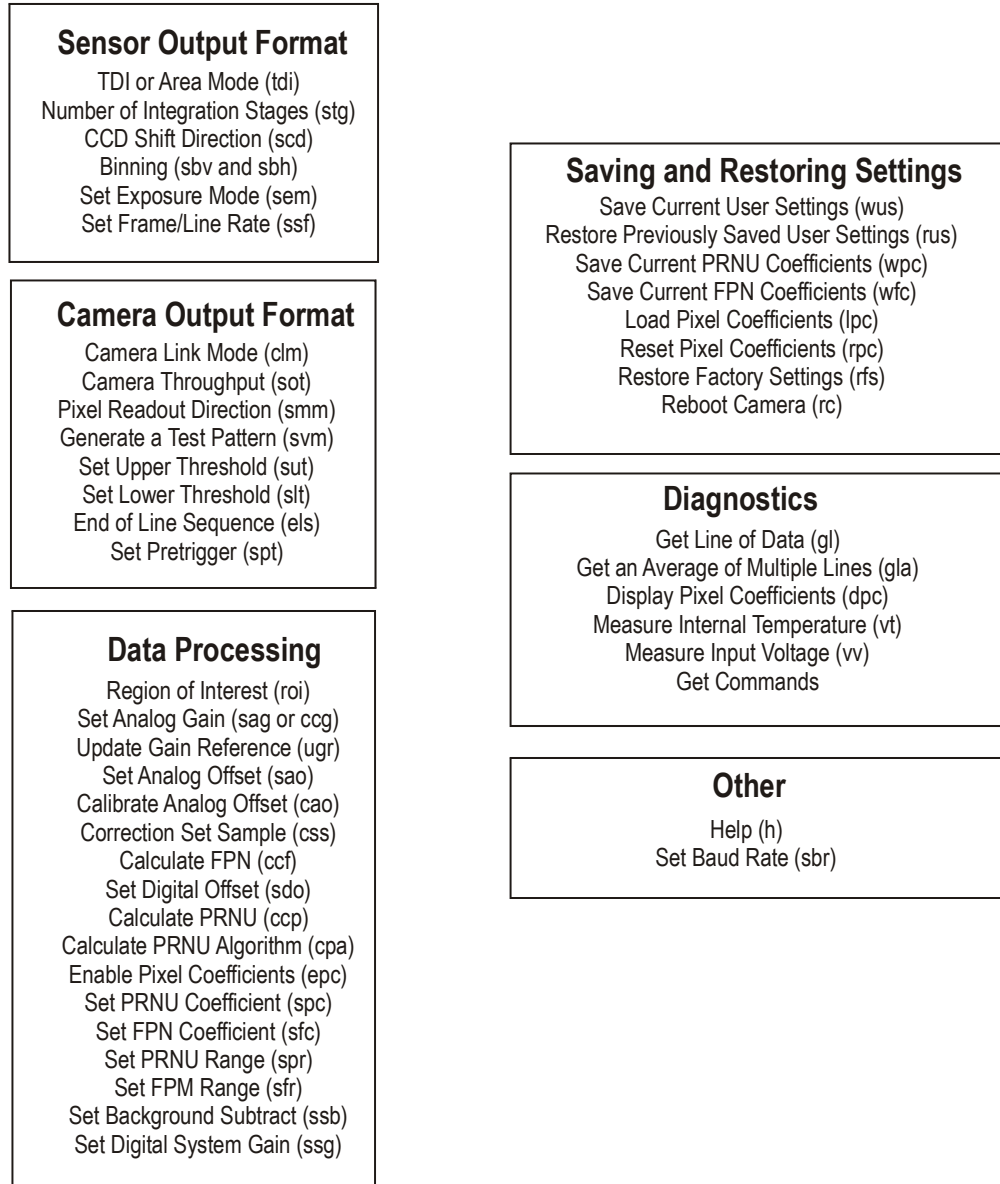 Sensor Output Format
TDI or Area Mode (tdi)
Number of Integration Stages (stg)
CCD Shift Direction (scd)
Binning (sbv and sbh)
Set Exposure Mode (sem)
Set Frame/Line Rate (ssf)
Camera Output Format
Camera Link Mode (clm)
Camera Throughput (sot)
Pixel Readout Direction (smm)
Generate a Test Pattern (svm)
Set Upper Threshold (sut)
Set Lower Threshold (slt)
End of Line Sequence (els)
Set Pretrigger (spt)
Data Processing
Region of Interest (roi)
Set Analog Gain (sag or ccg)
Update Gain Reference (ugr)
Set Analog Offset (sao)
Calibrate Analog Offset (cao)
Correction Set Sample (css)
Calculate FPN (ccf)
Set Digital Offset (sdo)
Calculate PRNU (ccp)
Calculate PRNU Algorithm (cpa)
Enable Pixel Coefficients (epc)
Set PRNU Coefficient (spc)
Set FPN Coefficient (sfc)
Set PRNU Range (spr)
Set FPM Range (sfr)
Set Background Subtract (ssb)
Set Digital System Gain (ssg)
Saving and Restoring Settings
Save Current User Settings (wus)
Restore Previously Saved User Settings (rus)
Save Current PRNU Coefficients (wpc)
Save Current FPN Coefficients (wfc)
Load Pixel Coefficients (lpc)
Reset Pixel Coefficients (rpc)
Restore Factory Settings (rfs)
Reboot Camera (rc)
Diagnostics
Get Line of Data (gl)
Get an Average of Multiple Lines (gla)
Display Pixel Coefficients (dpc)
Measure Internal Temperature (vt)
Measure Input Voltage (vv)
Get Commands
Other
Help (h)
Set Baud Rate (sbr)